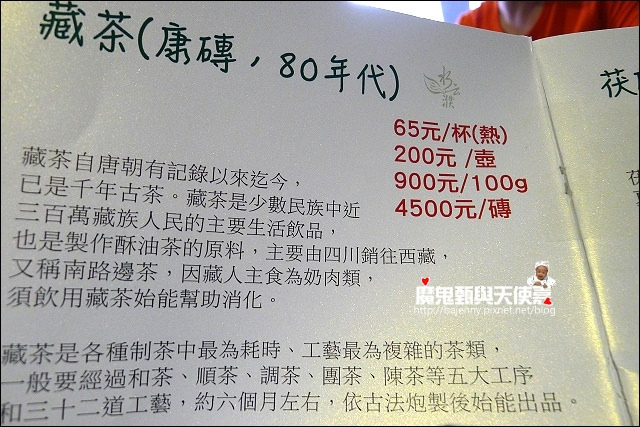 藏茶(康磚，80年代)
水云漾
65元/杯(熱)
200元 /壺
900元/100g
4500元/磚
藏茶自唐朝有記錄以來迄今，
已是千年古茶。藏茶是少數民族中近
三百萬藏族人民的主要生活飲品，
也是製作酥油茶的原料，主要由四川銷往西藏，
又稱南路邊茶，因藏人主食為奶肉類，
須飲用藏茶始能幫助消化。
藏茶是各種制茶中最為耗時、工藝最為複雜的茶類，
一般要經過和茶、順茶、調茶、團茶、陳茶等五大工序
和三十二道工藝，約六個月左右，依古法炮製後始能出品。
茯
魔鬼甄與天使嘉
http://bajenny.pixnet.net/blog